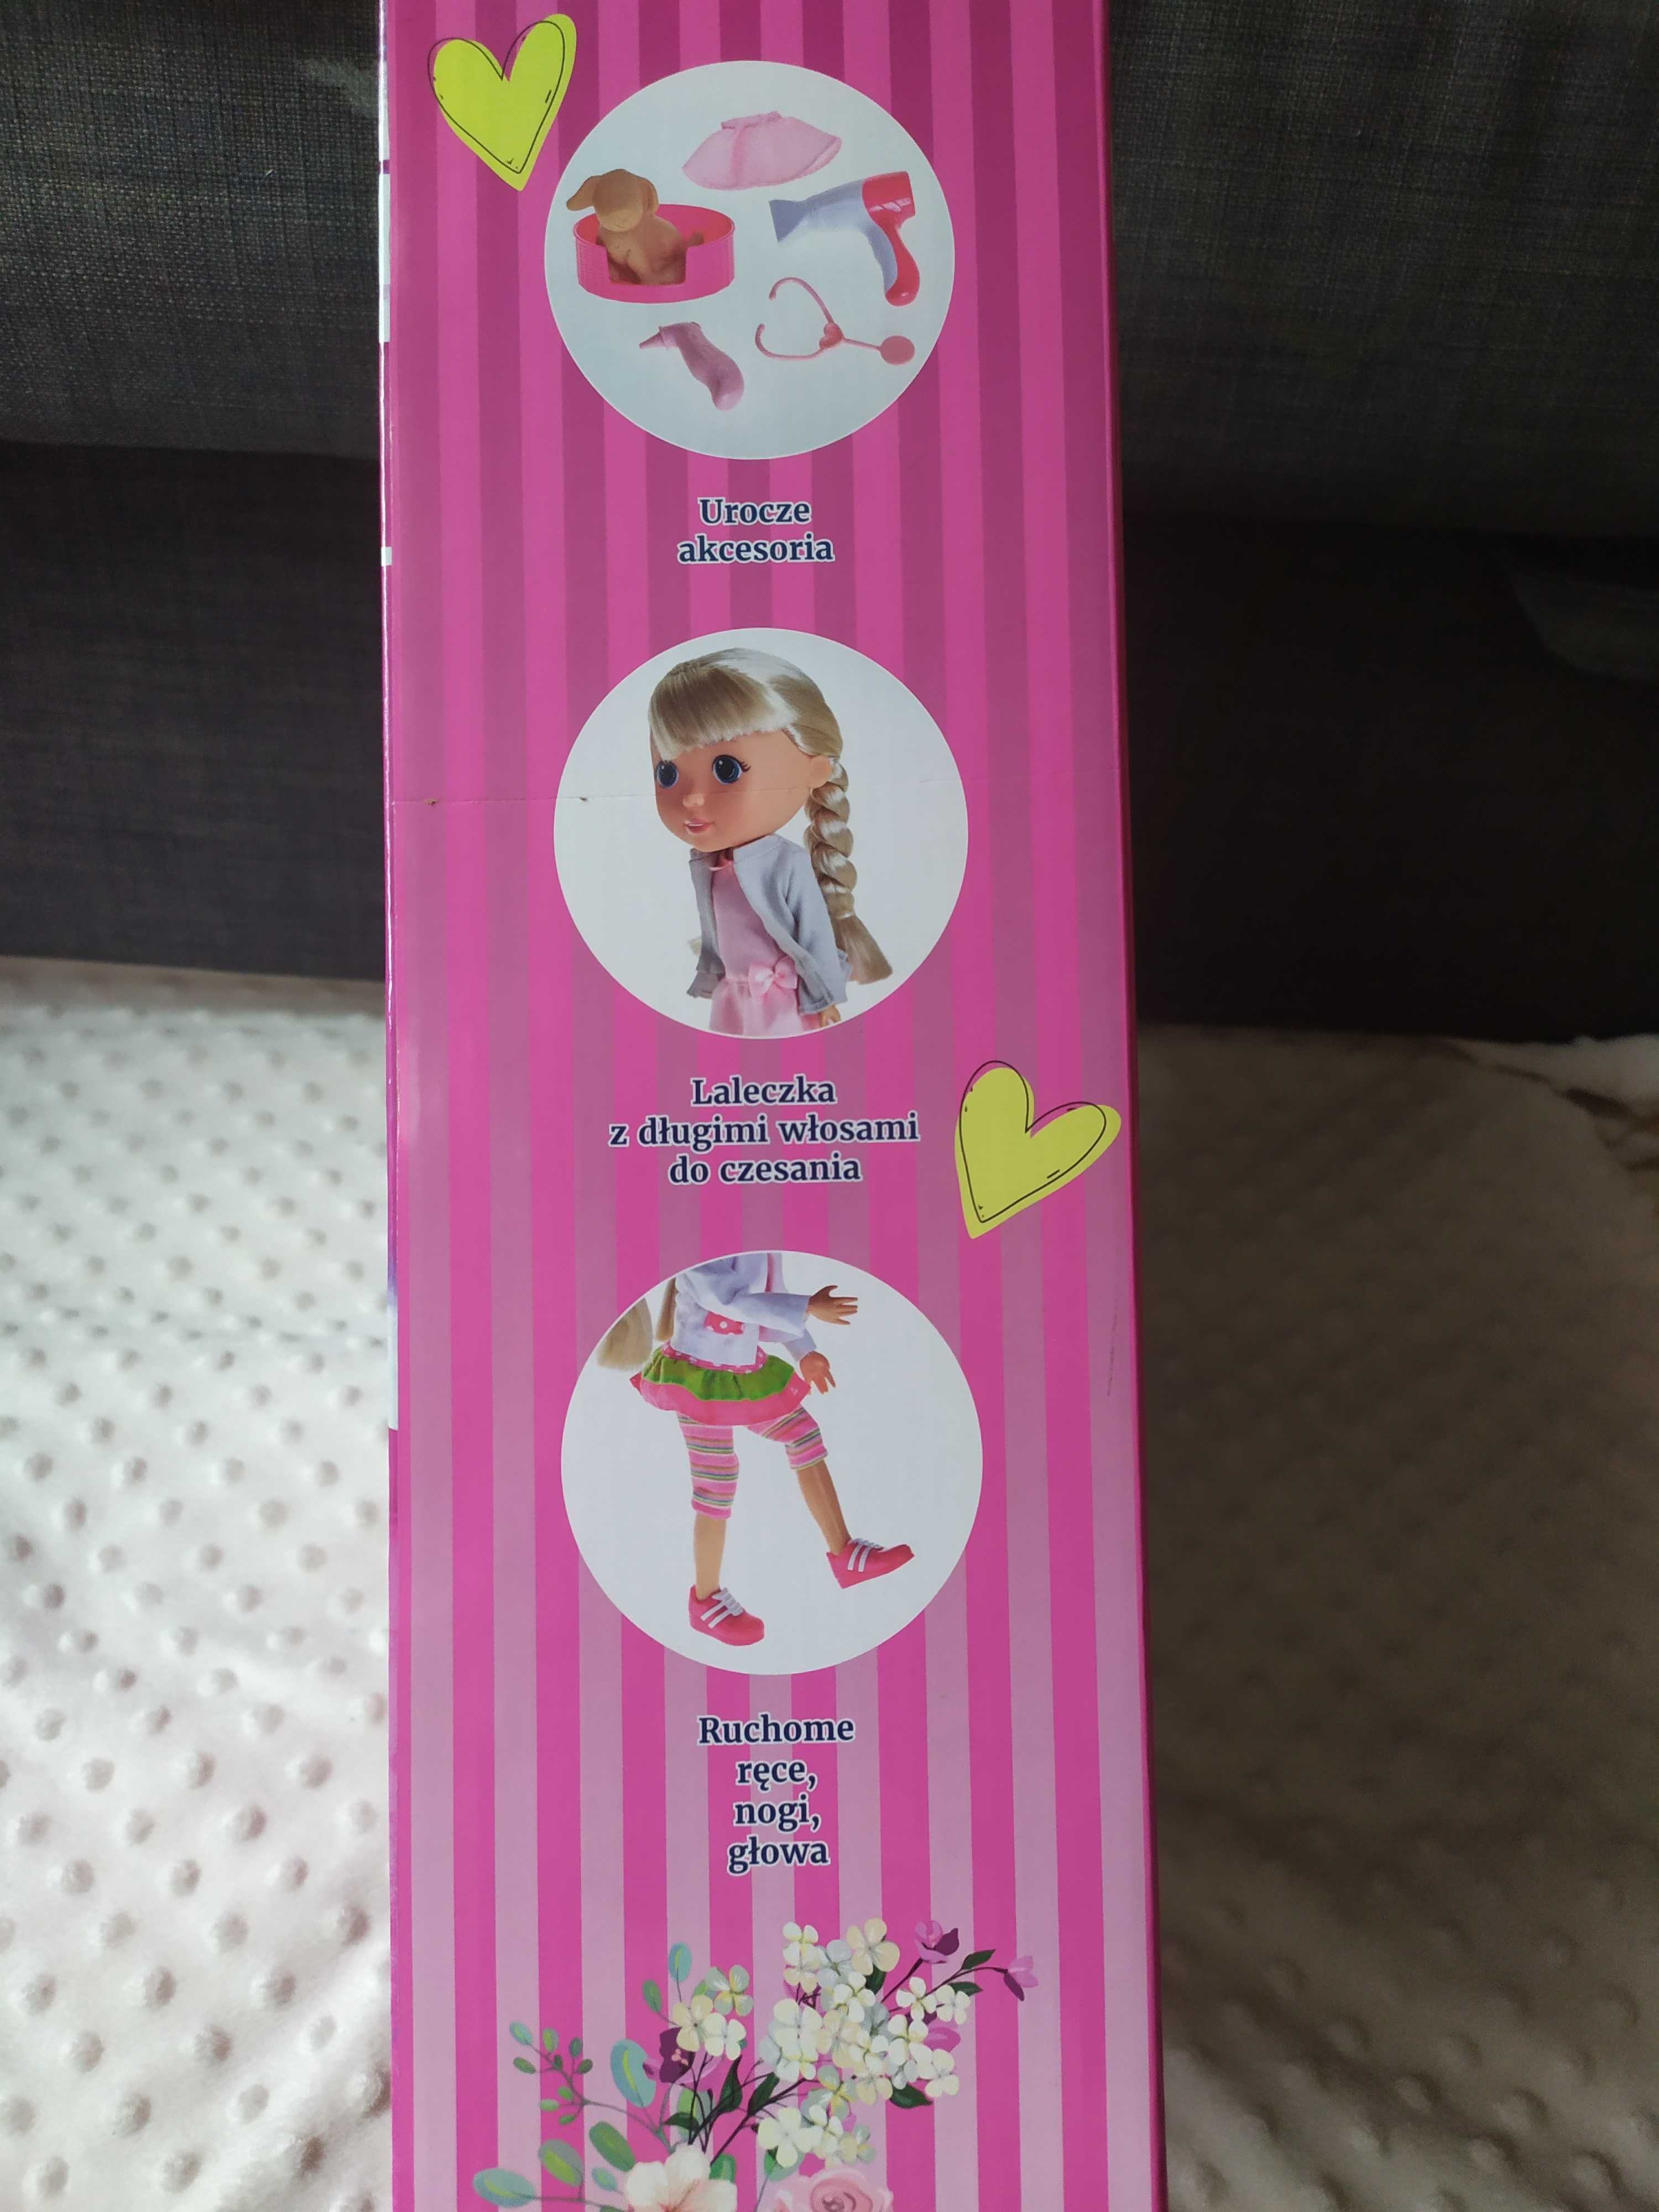 Urocze
akcesoria
Laleczka
z długimi włosami
do czesania
Ruchome
ręce,
nogi,
głowa